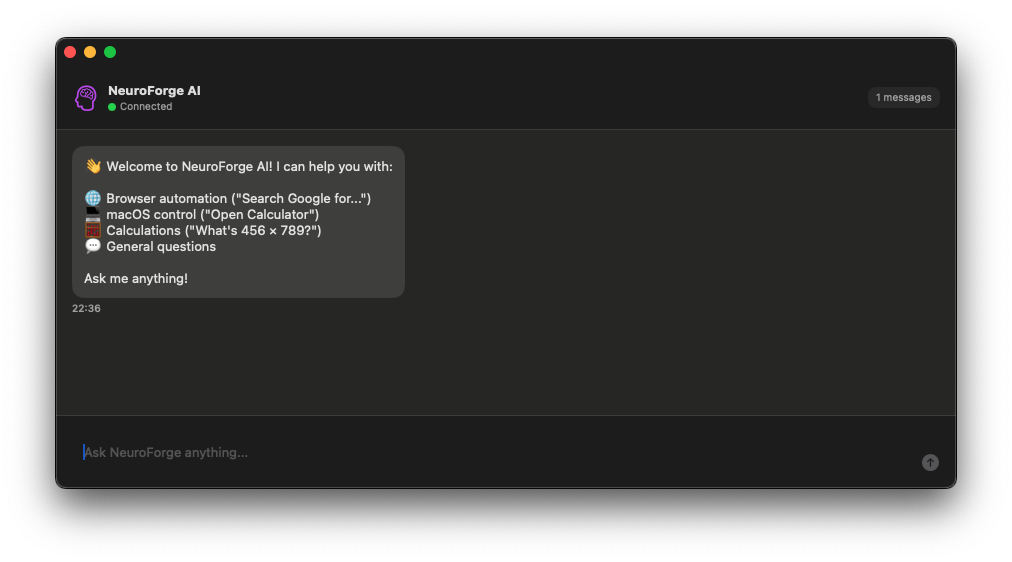 NeuroForge AI
Connected
1 messages
👋 Welcome to NeuroForge AI! I can help you with:
🌐 Browser automation ("Search Google for...")
💻 macOS control ("Open Calculator")
🧮 Calculations ("What's 456 × 789?")
💬 General questions
Ask me anything!
22:36
Ask NeuroForge anything...